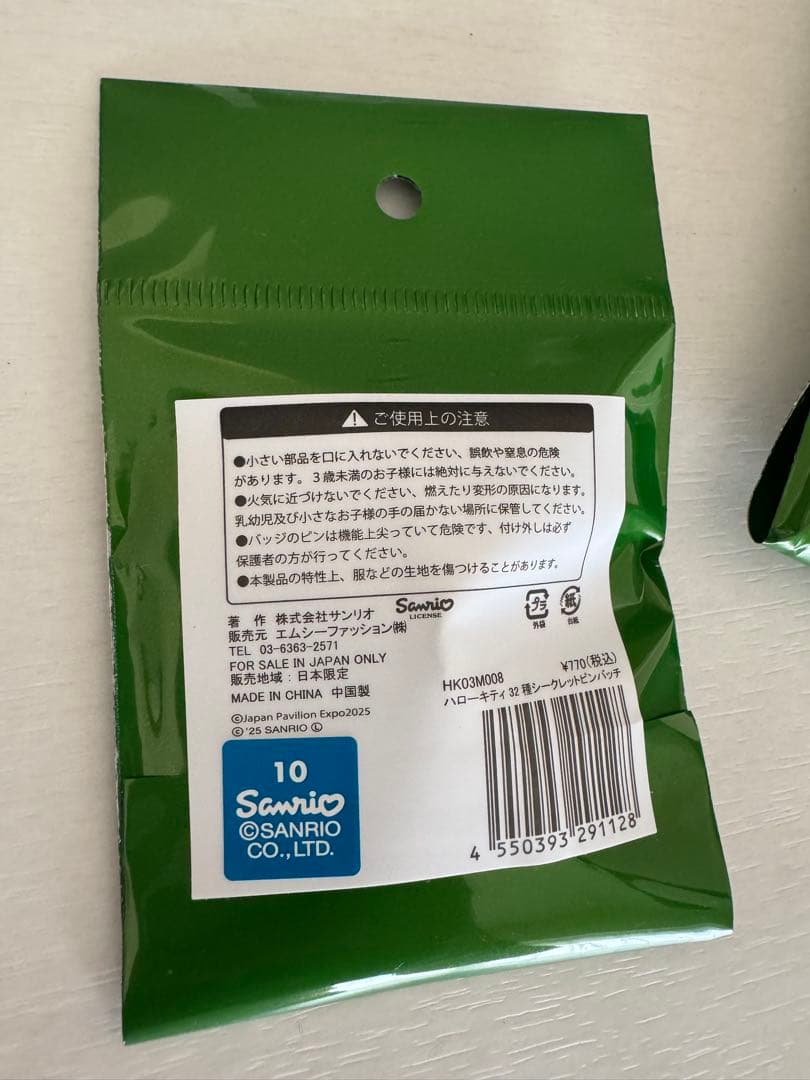 ⚠ ご使用上の注意
●小さい部品を口に入れないでください、誤飲や窒息の危険
があります。３歳未満のお子様には絶対に与えないでください。
●火気に近づけないでください、燃えたり変形の原因になります。
乳幼児及び小さなお子様の手の届かない場所に保管してください。
●バッジのピンは機能上尖っていて危険です、付け外しは必ず
保護者の方が行ってください。
●本製品の特性上、服などの生地を傷つけることがあります。
著 作 株式会社サンリオ
Sanrio
LICENSE
プラ
外袋
紙
台紙
販売元 エムシーファッション㈱
TEL 03-6363-2571
FOR SALE IN JAPAN ONLY
販売地域：日本限定
MADE IN CHINA 中国製
©Japan Pavilion Expo2025
© '25 SANRIO Ⓛ
HK03M008 ¥770(税込)
ハローキティ 32 種シークレットピンバッチ
4 550393 291128
10
Sanrio
©SANRIO
CO.,LTD.